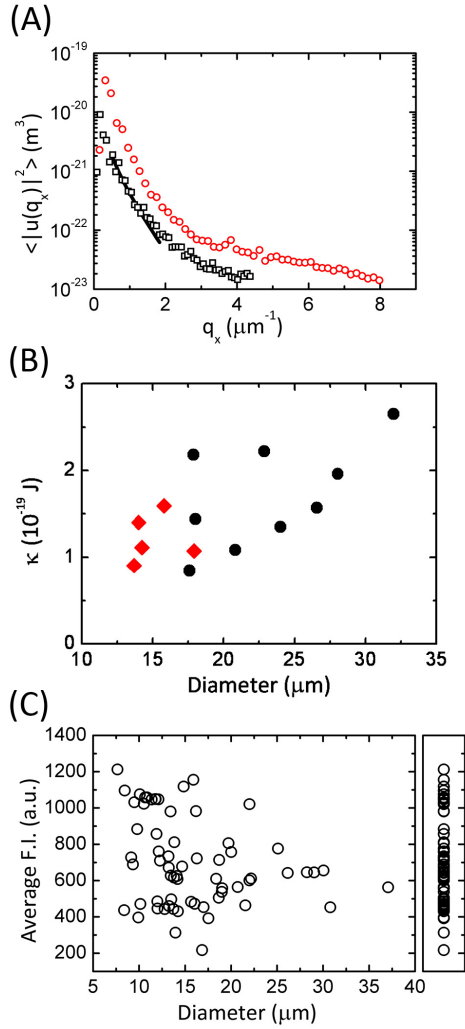 (A)
<|u(q_x)|^2> (m^3)
10^-19
10^-20
10^-21
10^-22
10^-23
0 2 4 6 8
q_x (μm^-1)
(B)
κ (10^-19 J)
3
2
1
0
10 15 20 25 30 35
Diameter (μm)
(C)
Average F.I. (a.u.)
1400
1200
1000
800
600
400
200
5 10 15 20 25 30 35 40
Diameter (μm)